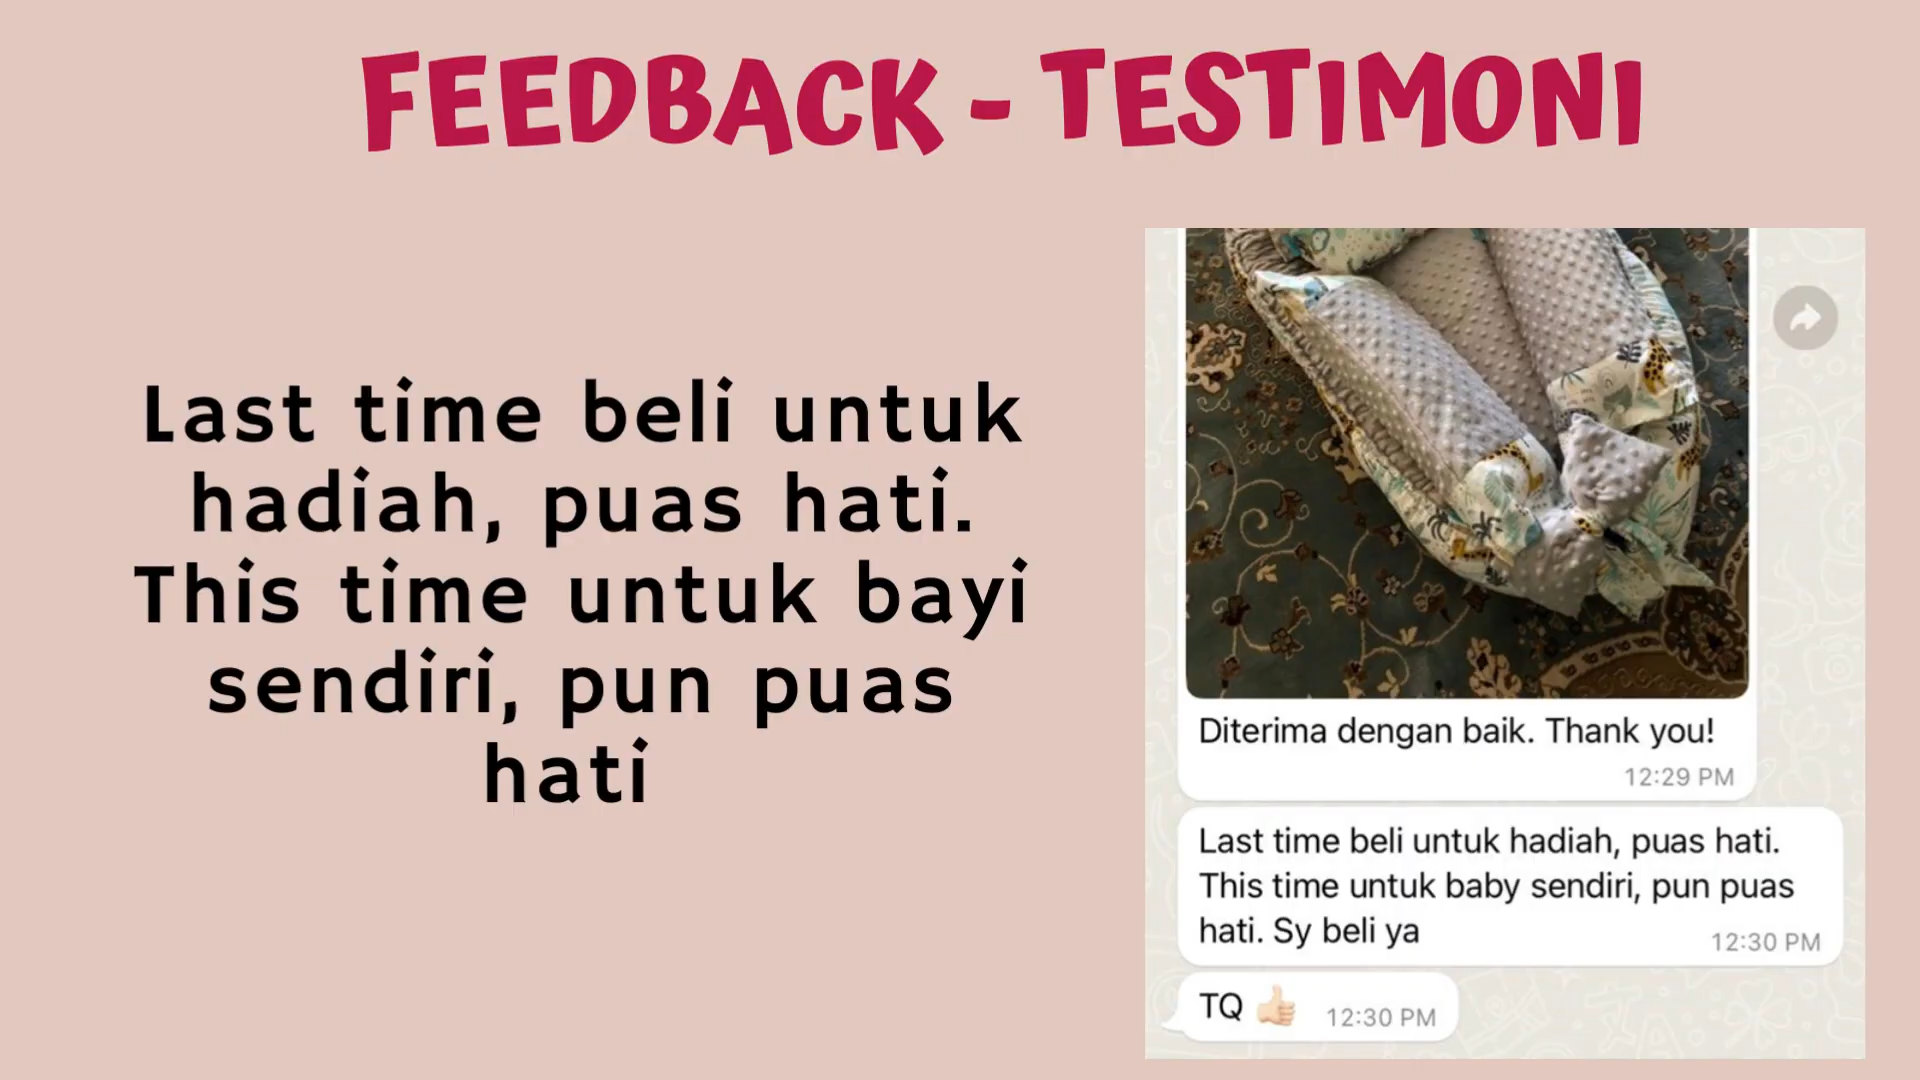 FEEDBACK - TESTIMONI
Last time beli untuk
hadiah, puas hati.
This time untuk bayi
sendiri, pun puas
hati
Diterima dengan baik. Thank you!
12:29 PM
Last time beli untuk hadiah, puas hati.
This time untuk baby sendiri, pun puas
hati. Sy beli ya
12:30 PM
TQ 👍🏻 12:30 PM